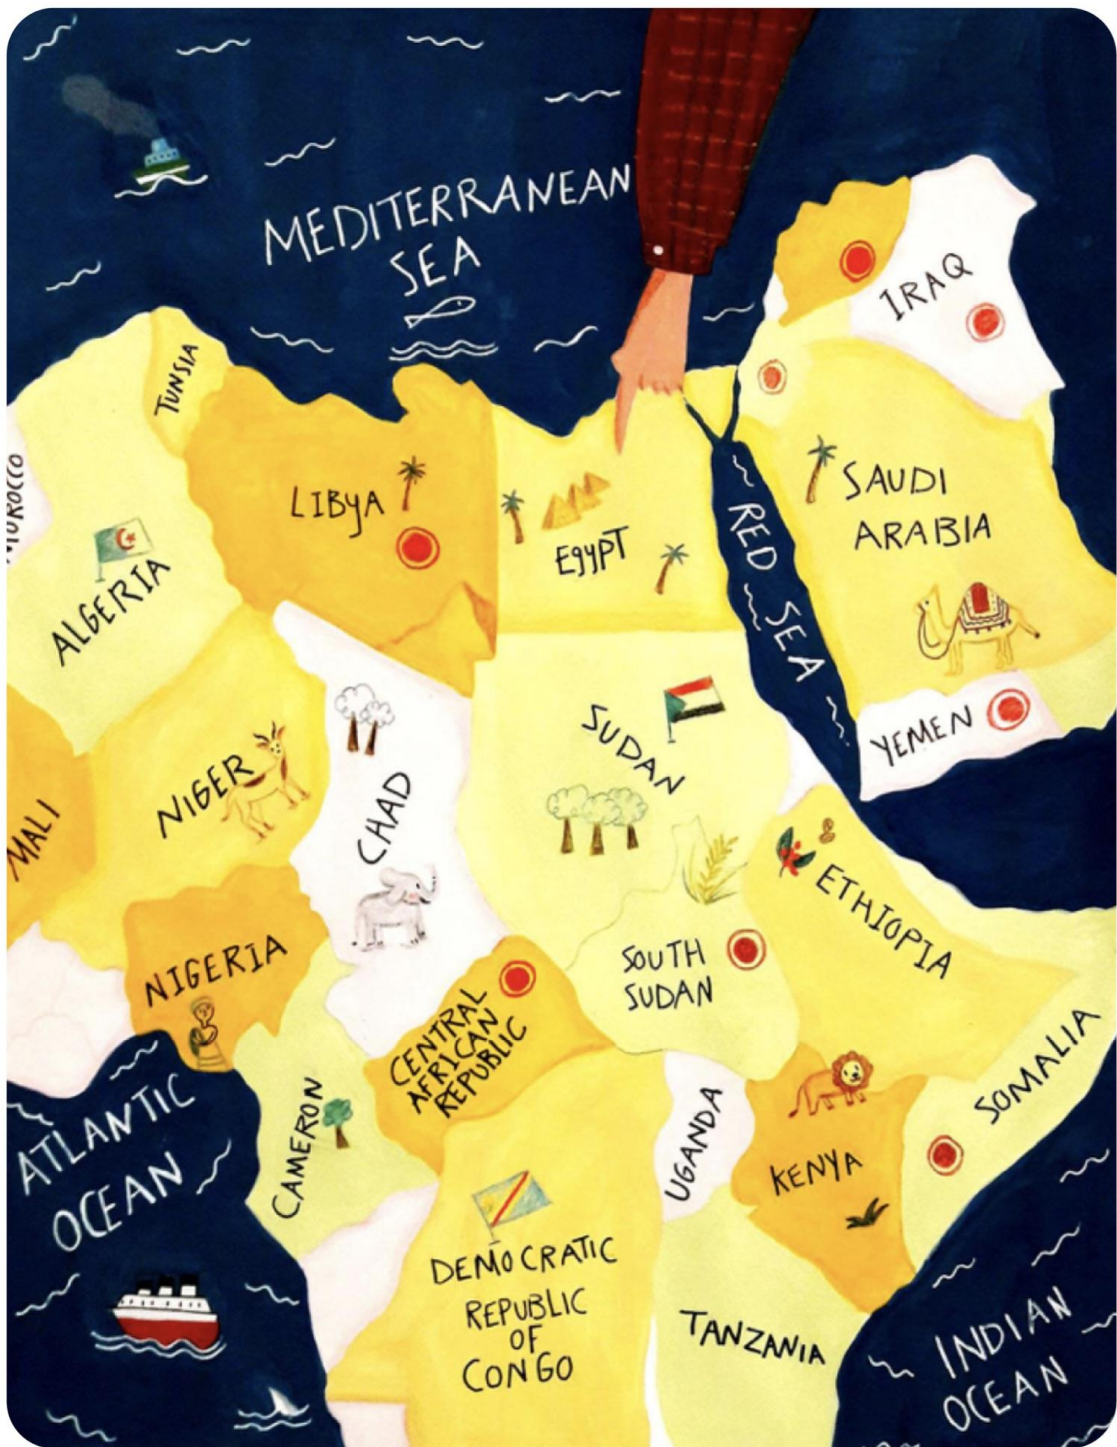 MEDITERRANEAN
SEA
IRAQ
TUNSIA
MOROCCO
LIBYA
EGYPT
RED SEA
SAUDI
ARABIA
ALGERIA
SUDAN
YEMEN
NIGER
CHAD
MALI
ETHIOPIA
NIGERIA
SOUTH
SUDAN
CENTRAL
AFRICAN
REPUBLIC
SOMALIA
ATLANTIC
OCEAN
CAMERON
UGANDA
KENYA
DEMOCRATIC
REPUBLIC
OF
CONGO
TANZANIA
INDIAN
OCEAN